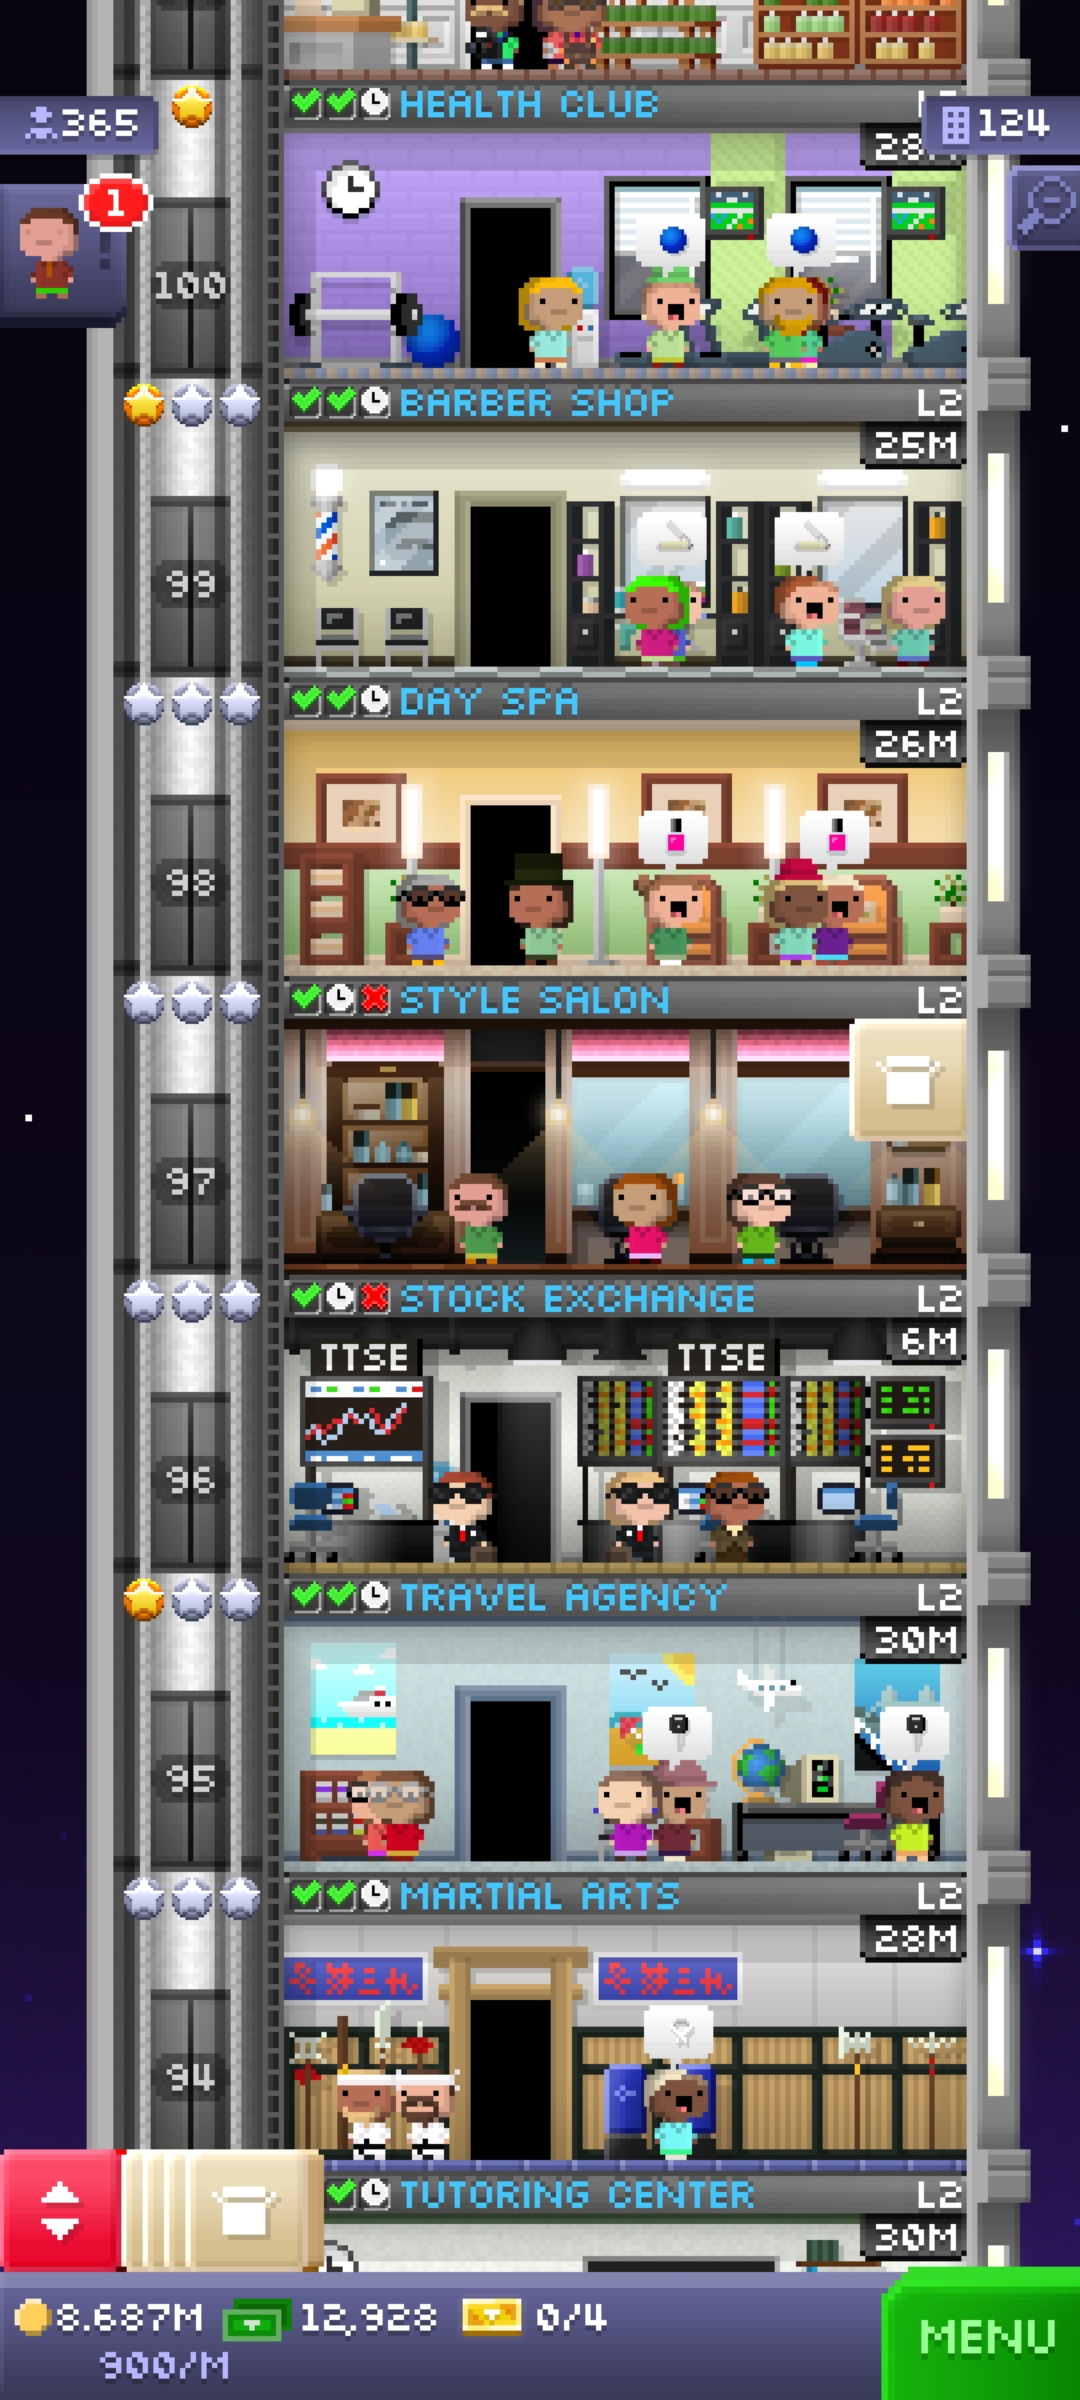 HEALTH CLUB
365
124
28
1
100
BARBER SHOP L2
25M
99
DAY SPA L2
26M
98
STYLE SALON L2
97
STOCK EXCHANGE L2
6M
TTSE TTSE
96
TRAVEL AGENCY L2
30M
95
MARTIAL ARTS L2
28M
94
TUTORING CENTER L2
30M
8.687M 12,928 0/4
900/M
MENU